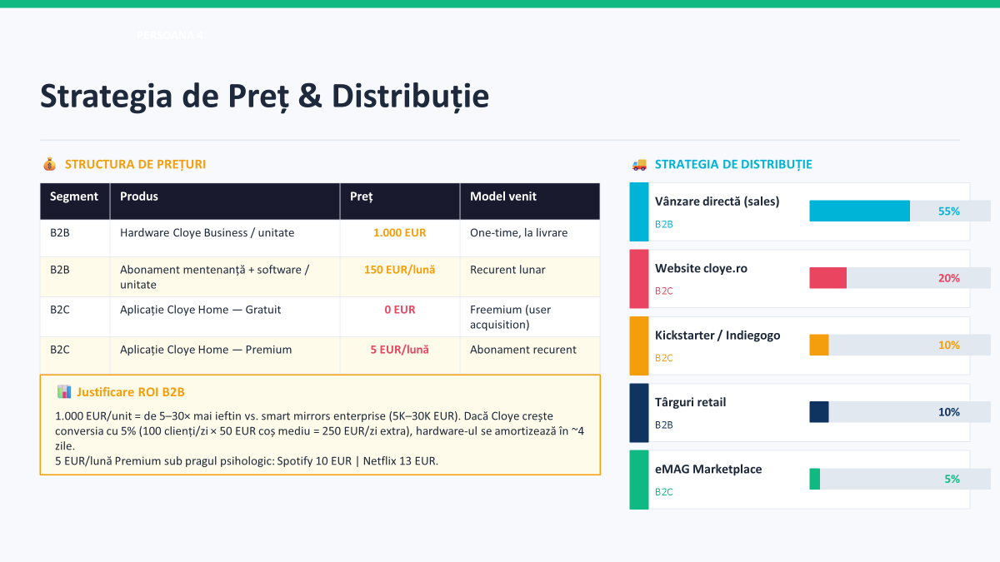 PERSOANA 4
Strategia de Preț & Distribuție
STRUCTURA DE PREȚURI
Segment Produs Preț Model venit
B2B Hardware Cloye Business / unitate 1.000 EUR One-time, la livrare
B2B Abonament mentenanță + software / 150 EUR/lună Recurent lunar
unitate
B2C Aplicație Cloye Home — Gratuit 0 EUR Freemium (user
acquisition)
B2C Aplicație Cloye Home — Premium 5 EUR/lună Abonament recurent
Justificare ROI B2B
1.000 EUR/unit = de 5–30× mai ieftin vs. smart mirrors enterprise (5K–30K EUR). Dacă Cloye crește
conversia cu 5% (100 clienți/zi × 50 EUR coș mediu = 250 EUR/zi extra), hardware-ul se amortizează în ~4
zile.
5 EUR/lună Premium sub pragul psihologic: Spotify 10 EUR | Netflix 13 EUR.
STRATEGIA DE DISTRIBUȚIE
Vânzare directă (sales)
B2B
55%
Website cloye.ro
B2C
20%
Kickstarter / Indiegogo
B2C
10%
Târguri retail
B2B
10%
eMAG Marketplace
B2C
5%